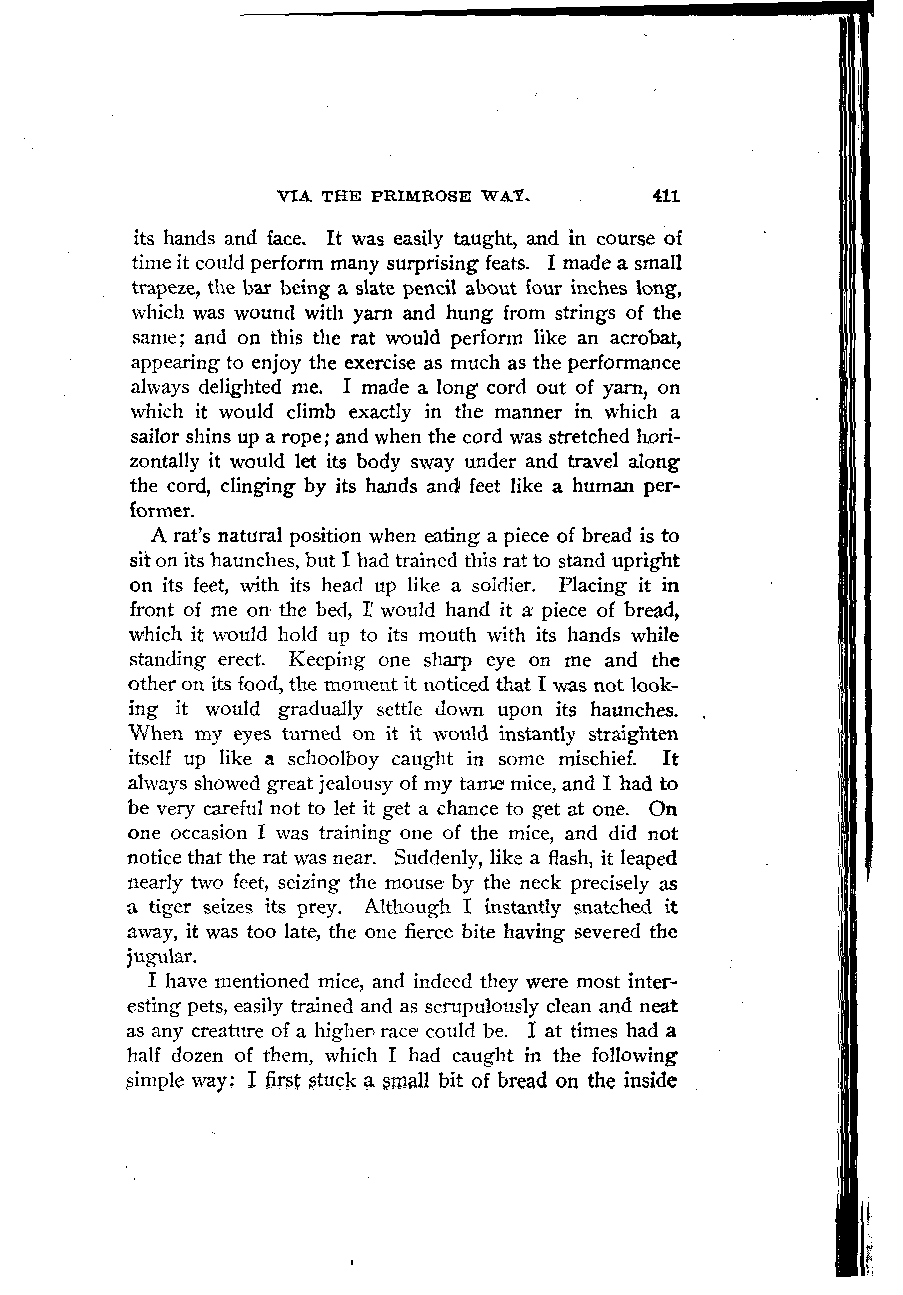 VIA THE PRIMROSE WAY. 411
its hands and face. It was easily taught, and in course of
time it could perform many surprising feats. I made a small
trapeze, the bar being a slate pencil about four inches long,
which was wound with yarn and hung from strings of the
same; and on this the rat would perform like an acrobat,
appearing to enjoy the exercise as much as the performance
always delighted me. I made a long cord out of yarn, on
which it would climb exactly in the manner in which a
sailor shins up a rope; and when the cord was stretched hori-
zontally it would let its body sway under and travel along
the cord, clinging by its hands and feet like a human per-
former.
A rat's natural position when eating a piece of bread is to
sit on its haunches, but I had trained this rat to stand upright
on its feet, with its head up like a soldier. Placing it in
front of me on the bed, I would hand it a piece of bread,
which it would hold up to its mouth with its hands while
standing erect. Keeping one sharp eye on me and the
other on its food, the moment it noticed that I was not look-
ing it would gradually settle down upon its haunches.
When my eyes turned on it it would instantly straighten
itself up like a schoolboy caught in some mischief. It
always showed great jealousy of my tame mice, and I had to
be very careful not to let it get a chance to get at one. On
one occasion I was training one of the mice, and did not
notice that the rat was near. Suddenly, like a flash, it leaped
nearly two feet, seizing the mouse by the neck precisely as
a tiger seizes its prey. Although I instantly snatched it
away, it was too late, the one fierce bite having severed the
jugular.
I have mentioned mice, and indeed they were most inter-
esting pets, easily trained and as scrupulously clean and neat
as any creature of a higher race could be. I at times had a
half dozen of them, which I had caught in the following
simple way: I first stuck a small bit of bread on the inside